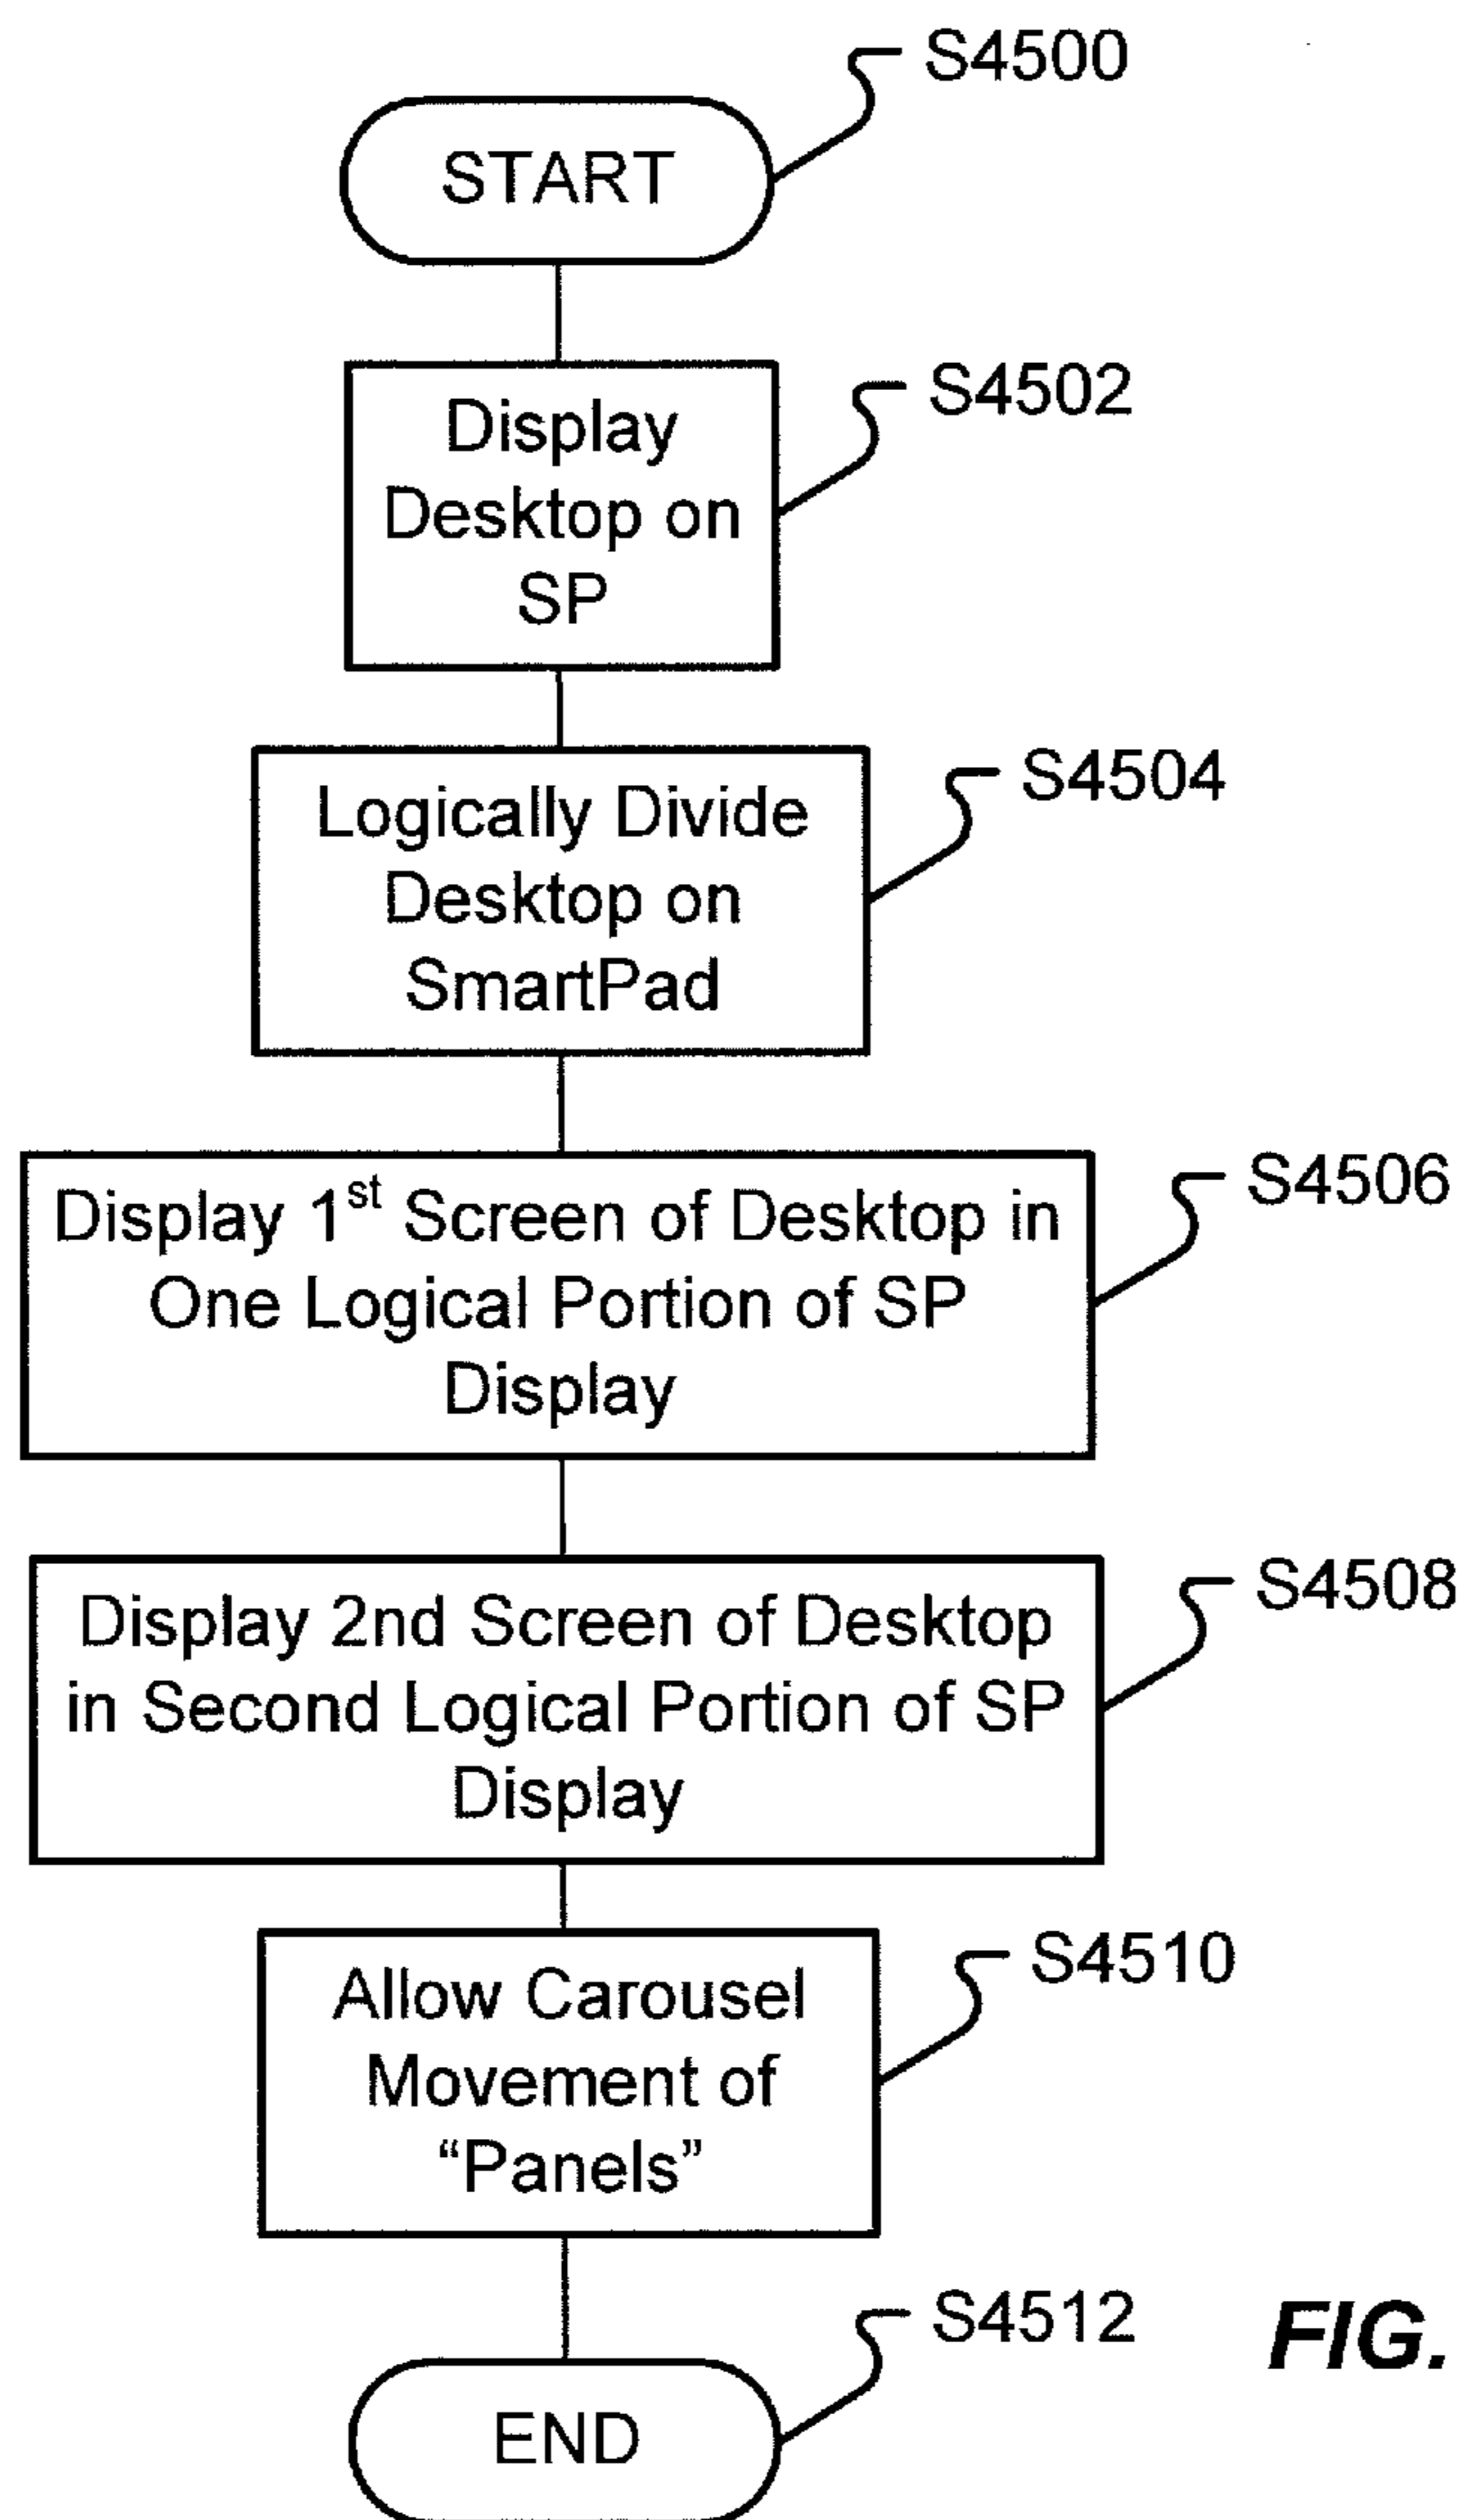 S4500
START
S4502
Display
Desktop on
SP
S4504
Logically Divide
Desktop on
SmartPad
S4506
Display 1st Screen of Desktop in
One Logical Portion of SP
Display
S4508
Display 2nd Screen of Desktop
in Second Logical Portion of SP
Display
S4510
Allow Carousel
Movement of
“Panels”
S4512
END
FIG.